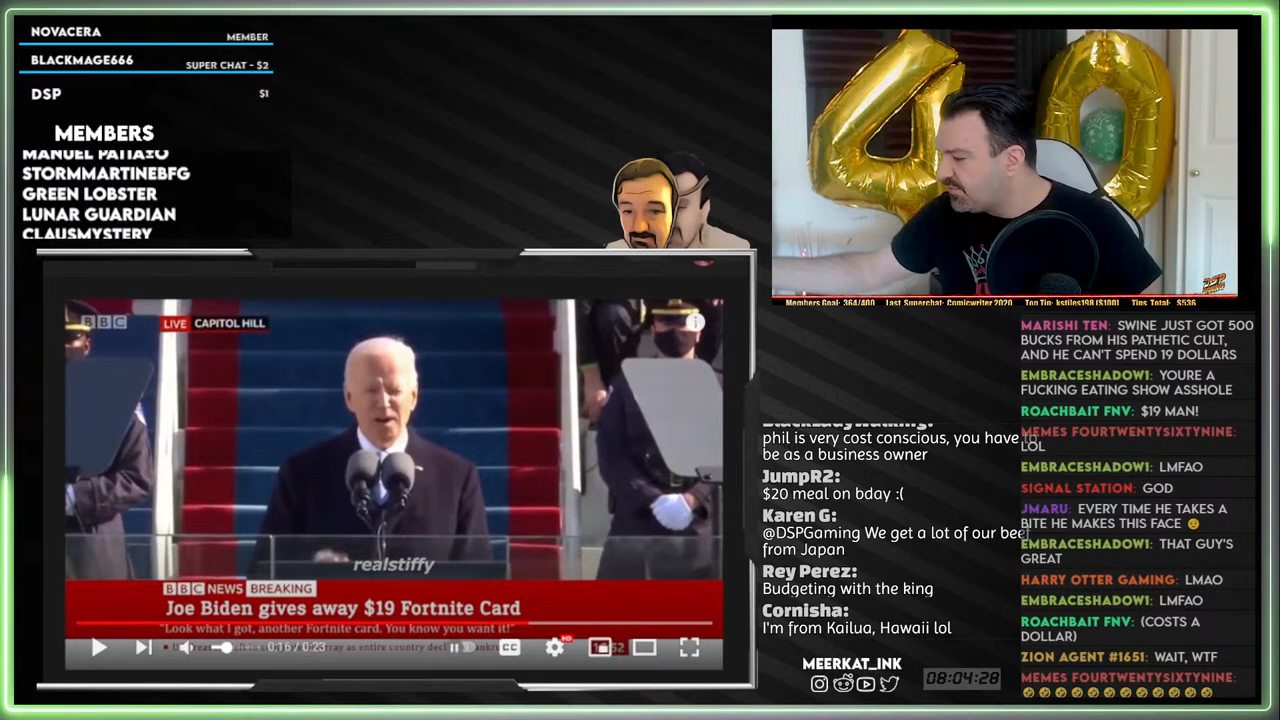 NOVACERA
MEMBER
BLACKMAGE666
SUPER CHAT - $2
DSP
$1
MEMBERS
STORMMARTINEBFG
GREEN LOBSTER
LUNAR GUARDIAN
CLAUSMYSTERY
40
DSP
Members Goal: 364/400 Last Superchat: Comicwriter2020 Top Tip: kstiles198 ($100) Tips Total: $536
BBC
LIVE CAPITOL HILL
realstiffy
BBC NEWS BREAKING
Joe Biden gives away $19 Fortnite Card
"Look what I got, another Fortnite card. You know you want it!"
0:16 / 0:23
CC
HD
BlackLadyWalking:
phil is very cost conscious, you have to
be as a business owner
JumpR2:
$20 meal on bday :(
Karen G:
@DSPGaming We get a lot of our beef
from Japan
Rey Perez:
Budgeting with the king
Cornisha:
I'm from Kailua, Hawaii lol
MEERKAT_INK
08:04:28
MARISHI TEN: SWINE JUST GOT 500
BUCKS FROM HIS PATHETIC CULT,
AND HE CAN'T SPEND 19 DOLLARS
EMBRACESHADOW1: YOURE A
FUCKING EATING SHOW ASSHOLE
ROACHBAIT FNV: $19 MAN!
MEMES FOURTWENTYSIXTYNINE:
LOL
EMBRACESHADOW1: LMFAO
SIGNAL STATION: GOD
JMARU: EVERY TIME HE TAKES A
BITE HE MAKES THIS FACE
EMBRACESHADOW1: THAT GUY'S
GREAT
HARRY OTTER GAMING: LMAO
EMBRACESHADOW1: LMFAO
ROACHBAIT FNV: (COSTS A
DOLLAR)
ZION AGENT #1651: WAIT, WTF
MEMES FOURTWENTYSIXTYNINE: